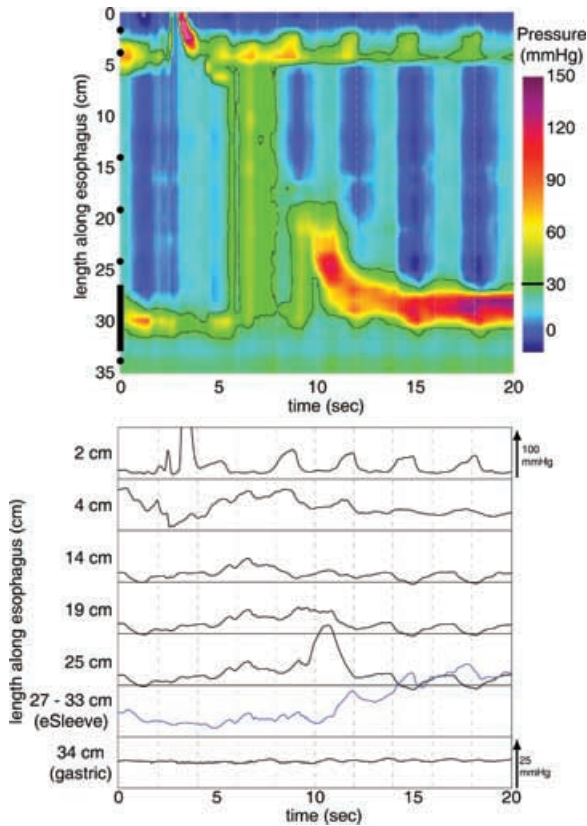 0
5
10
15
20
25
30
35
length along esophagus (cm)
0
5
10
15
20
time (sec)
Pressure
(mmHg)
150
120
90
60
30
0
2 cm
4 cm
14 cm
19 cm
25 cm
27 - 33 cm
(eSleeve)
34 cm
(gastric)
length along esophagus (cm)
100
mmHg
25
mmHg
0
5
10
15
20
time (sec)